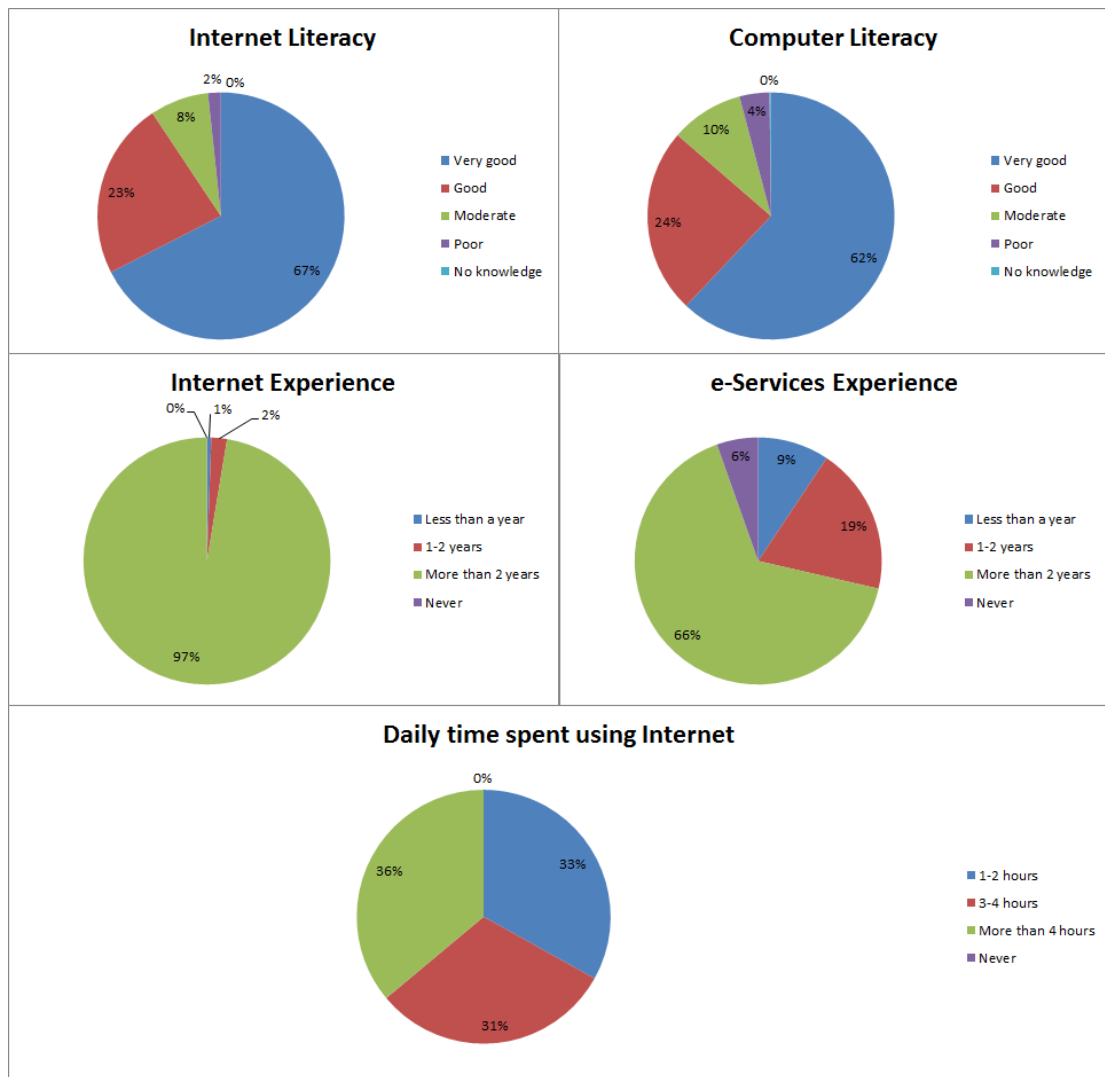 Internet Literacy
2%
0%
8%
23%
67%
Very good
Good
Moderate
Poor
No knowledge
Computer Literacy
0%
4%
10%
24%
62%
Very good
Good
Moderate
Poor
No knowledge
Internet Experience
0%
1%
2%
97%
Less than a year
1-2 years
More than 2 years
Never
e-Services Experience
6%
9%
19%
66%
Less than a year
1-2 years
More than 2 years
Never
Daily time spent using Internet
0%
33%
36%
31%
1-2 hours
3-4 hours
More than 4 hours
Never